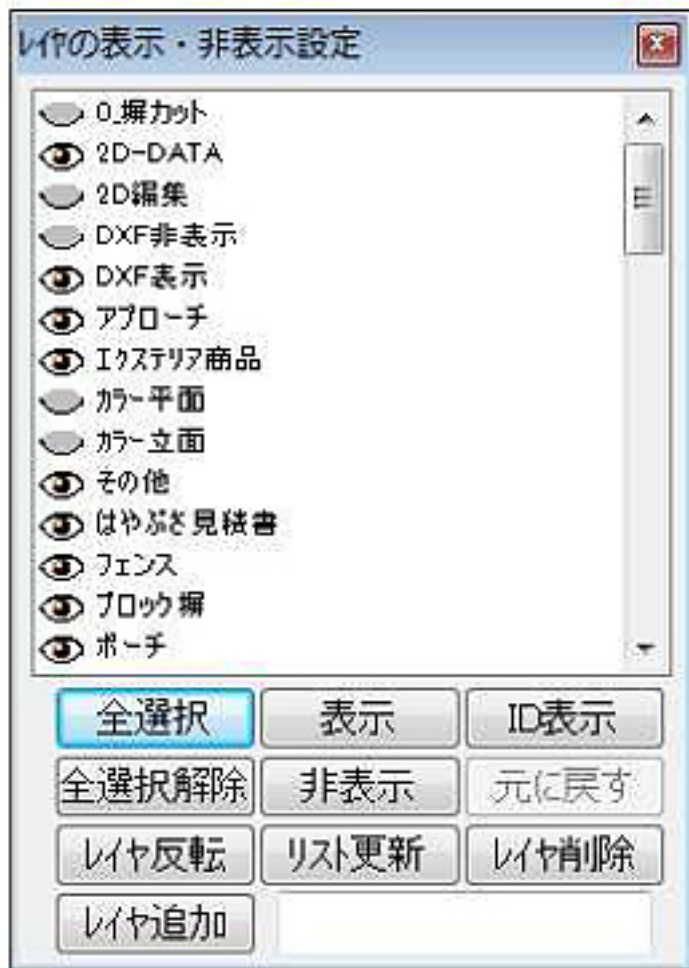 レイヤの表示・非表示設定
0_塀カット
2D-DATA
2D編集
DXF非表示
DXF表示
アプローチ
エクステリア商品
カラー平面
カラー立面
その他
はやぶさ見積書
フェンス
ブロック塀
ポーチ
全選択 表示 ID表示
全選択解除 非表示 元に戻す
レイヤ反転 リスト更新 レイヤ削除
レイヤ追加